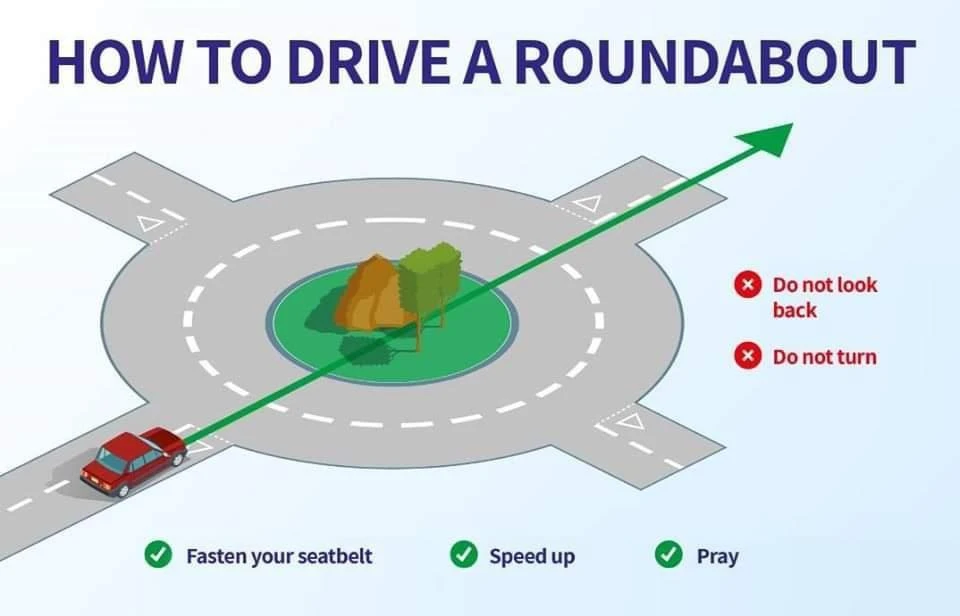 HOW TO DRIVE A ROUNDABOUT
Do not look
back
Do not turn
Fasten your seatbelt
Speed up
Pray